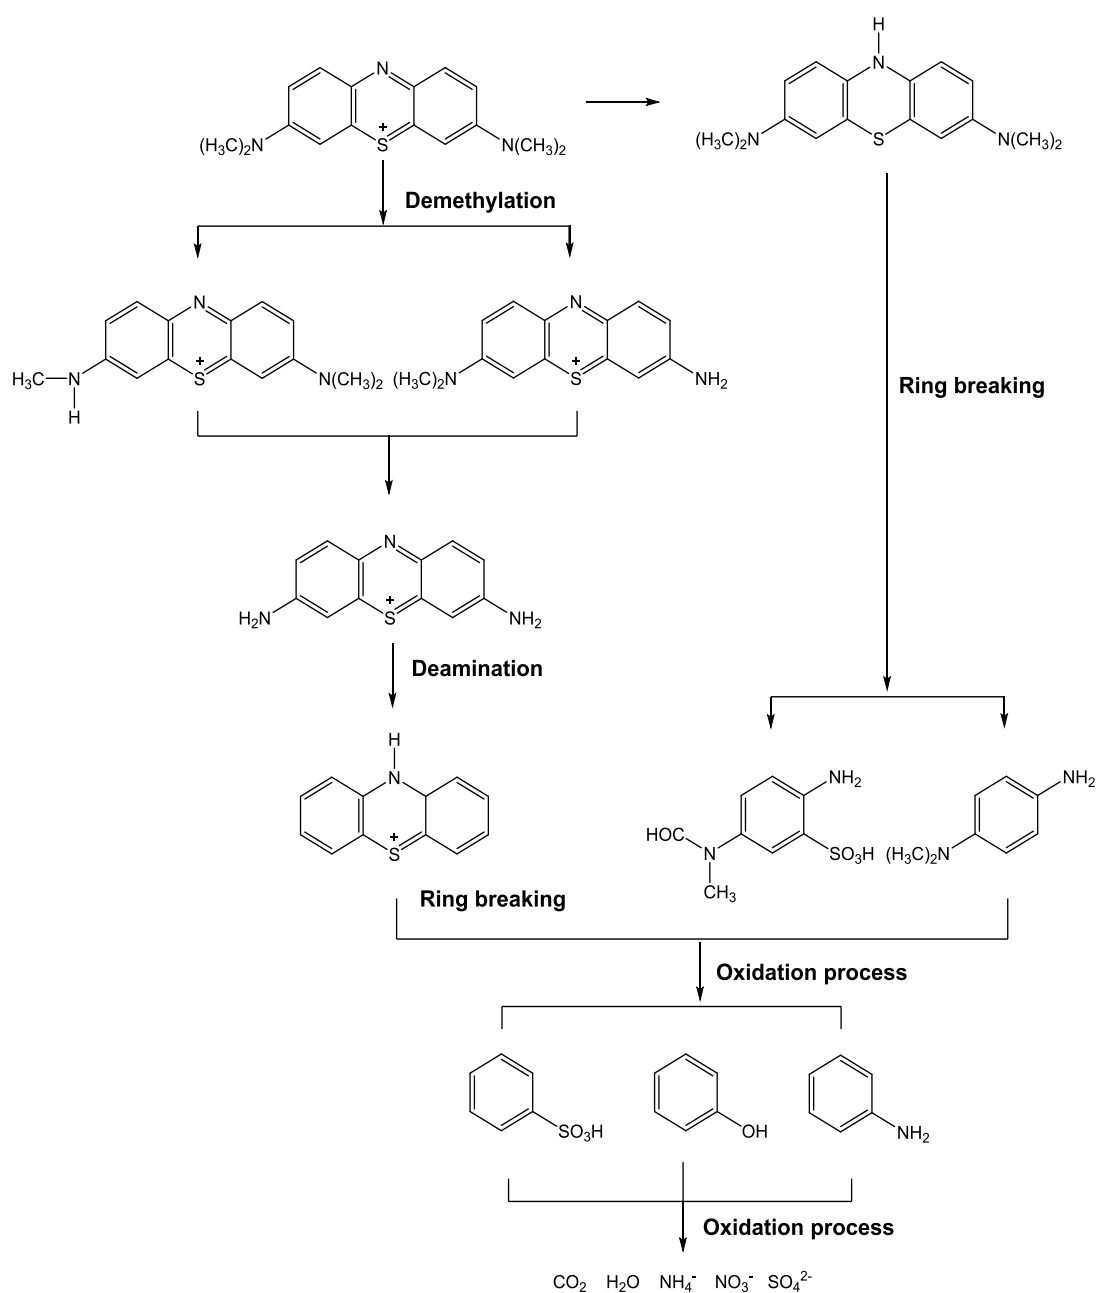 H
N
N
(H₃C)₂N
S
+
N(CH₃)₂
(H₃C)₂N
S
N(CH₃)₂
Demethylation
N
N
H₃C
N
H
S
+
N(CH₃)₂
(H₃C)₂N
S
+
NH₂
Ring breaking
N
H₂N
S
+
NH₂
Deamination
H
N
S
+
NH₂
HOC
N
CH₃
SO₃H
NH₂
(H₃C)₂N
Ring breaking
Oxidation process
SO₃H
OH
NH₂
Oxidation process
CO₂ H₂O NH₄⁻ NO₃⁻ SO₄²⁻